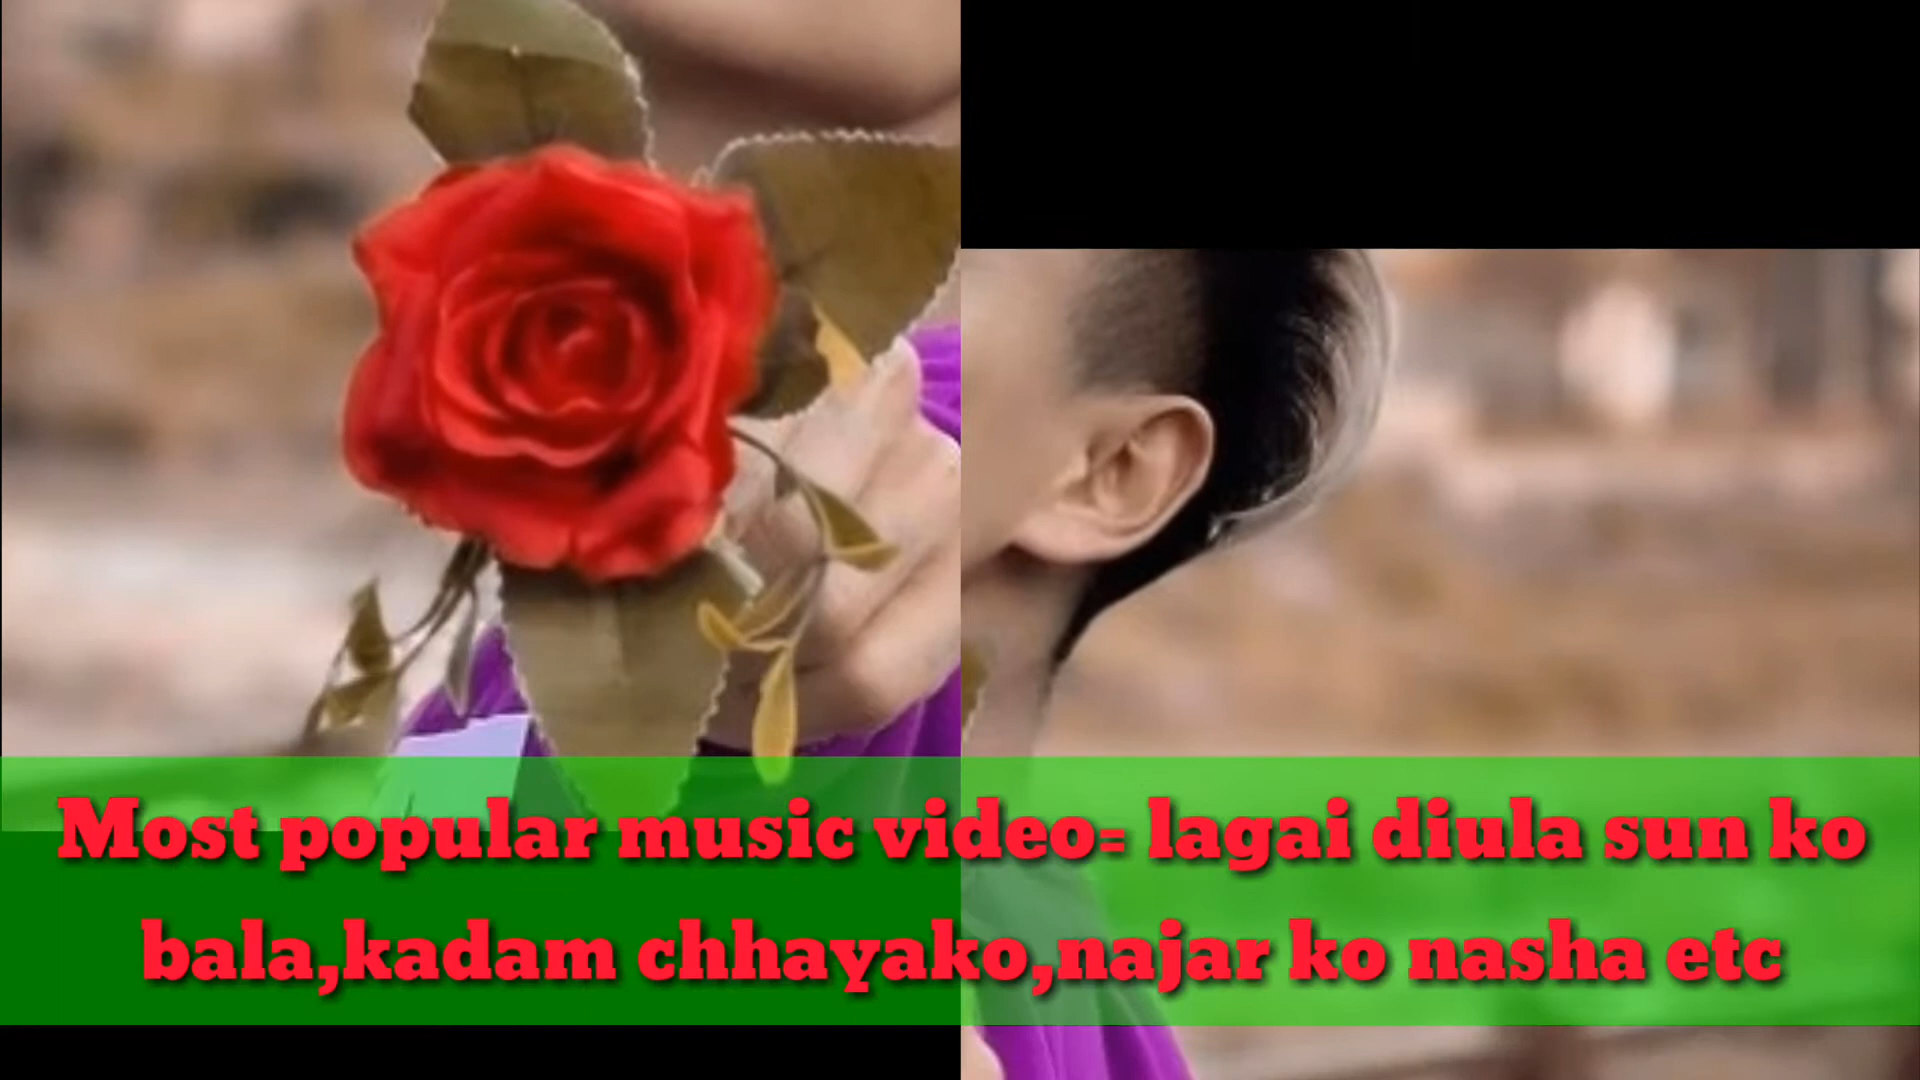 Most popular music video= lagai diula sun ko
bala,kadam chhayako,najar ko nasha etc